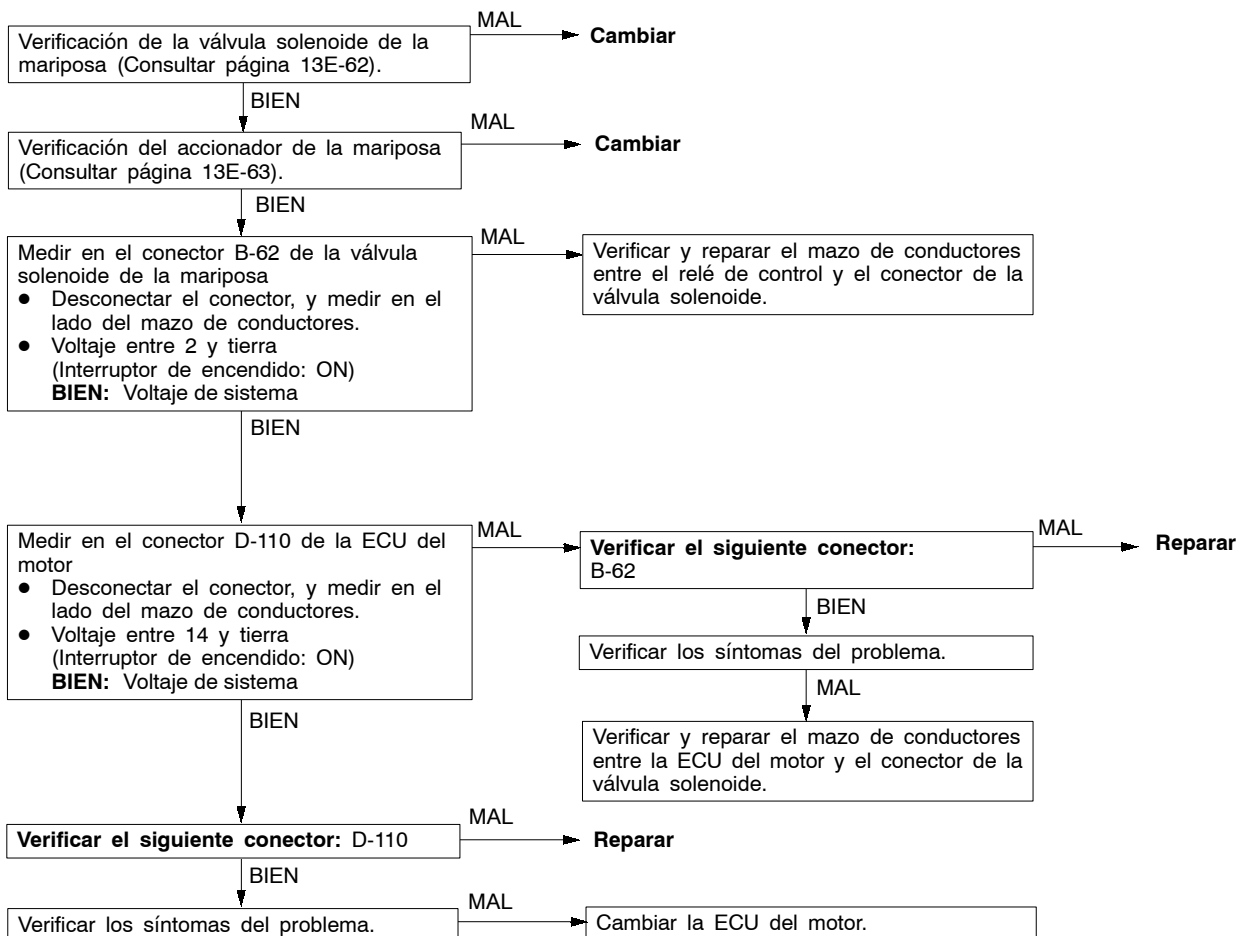 Verificación de la válvula solenoide de la
mariposa (Consultar página 13E-62).
MAL
Cambiar
BIEN
Verificación del accionador de la mariposa
(Consultar página 13E-63).
MAL
Cambiar
BIEN
Medir en el conector B-62 de la válvula
solenoide de la mariposa
● Desconectar el conector, y medir en el
lado del mazo de conductores.
● Voltaje entre 2 y tierra
(Interruptor de encendido: ON)
BIEN: Voltaje de sistema
MAL
Verificar y reparar el mazo de conductores
entre el relé de control y el conector de la
válvula solenoide.
BIEN
Medir en el conector D-110 de la ECU del
motor
● Desconectar el conector, y medir en el
lado del mazo de conductores.
● Voltaje entre 14 y tierra
(Interruptor de encendido: ON)
BIEN: Voltaje de sistema
MAL
Verificar el siguiente conector:
B-62
MAL
Reparar
BIEN
Verificar los síntomas del problema.
MAL
Verificar y reparar el mazo de conductores
entre la ECU del motor y el conector de la
válvula solenoide.
BIEN
Verificar el siguiente conector: D-110
MAL
Reparar
BIEN
Verificar los síntomas del problema.
MAL
Cambiar la ECU del motor.